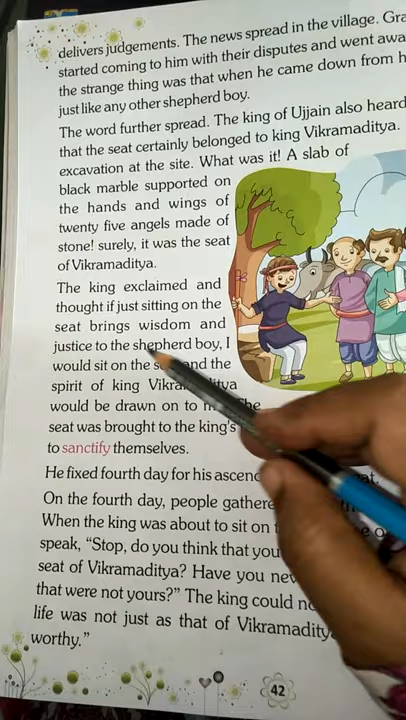 delivers judgements. The news spread in the village. Gra
started coming to him with their disputes and went awa
the strange thing was that when he came down from h
just like any other shepherd boy.
The word further spread. The king of Ujjain also heard
that the seat certainly belonged to king Vikramaditya.
excavation at the site. What was it! A slab of
black marble supported on
the hands and wings of
twenty five angels made of
stone! surely, it was the seat
of Vikramaditya.
The king exclaimed and
thought if just sitting on the
seat brings wisdom and
justice to the shepherd boy, I
would sit on the and the
spirit of king
would be drawn on to
seat was brought to the king's
to sanctify themselves.
He fixed fourth day for his ascen
On the fourth day, people gathere
When the king was about to sit on
speak, “Stop, do you think that you
seat of Vikramaditya? Have you nev
that were not yours?” The king could
life was not just as that of Vikramadity
worthy.”
42